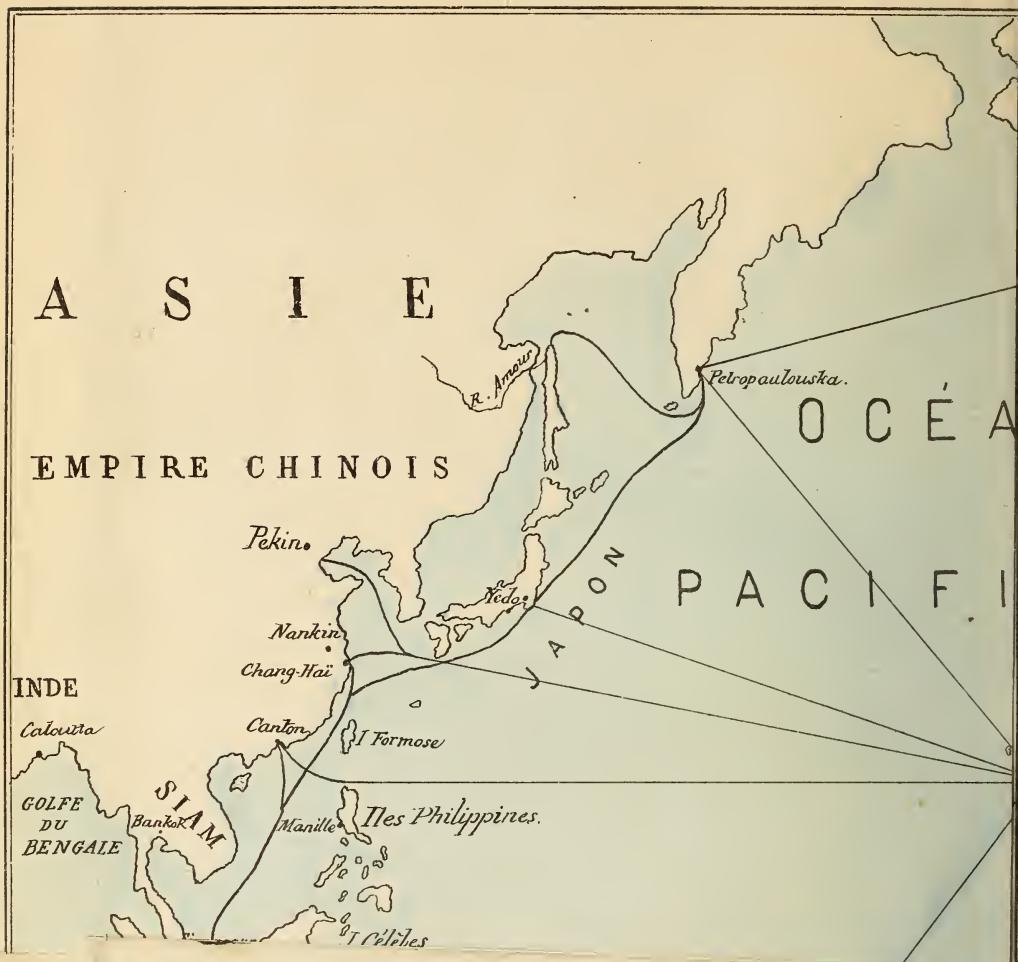 ASIE
R. Amour
Petropaulouska.
OCÉA
EMPIRE CHINOIS
Pekin
PACIFI
JAPON
Yedo
Nankin
Chang-Haï
INDE
Calcutta
Canton
I Formose
GOLFE
DU
BENGALE
SIAM
Bankok
Manille
Iles Philippines.
I Célèbes